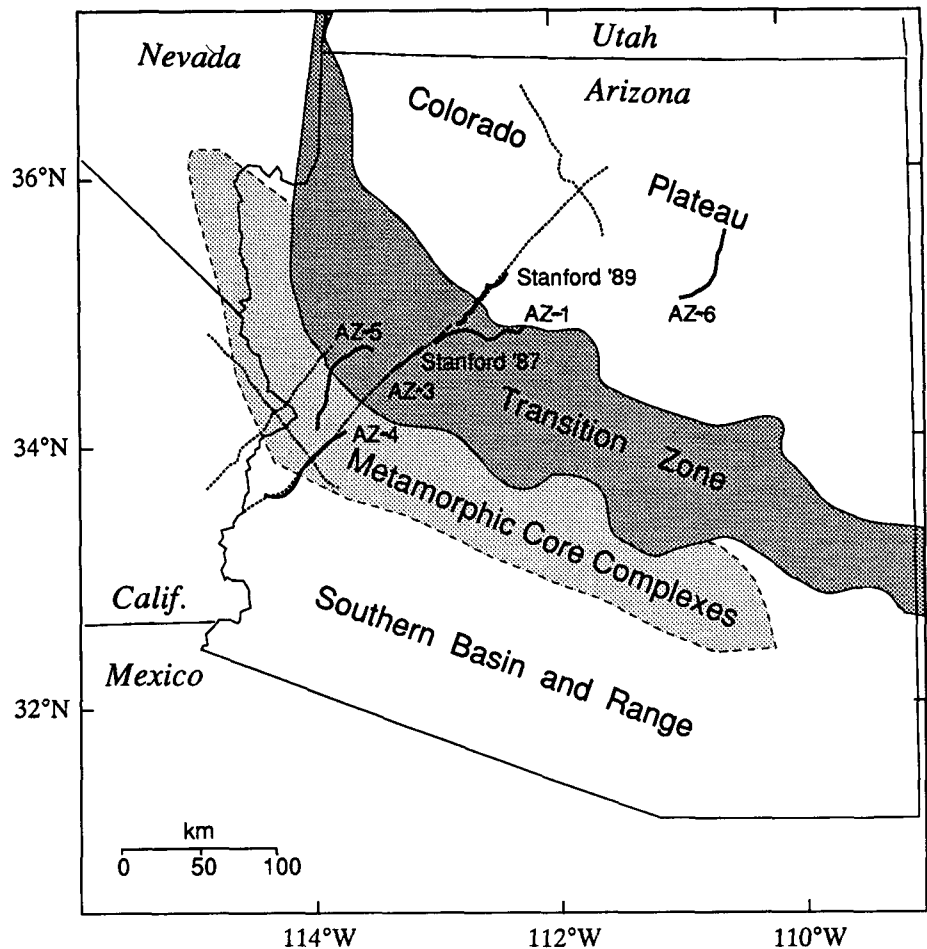 Utah
Nevada
Arizona
Colorado
36°N
Plateau
Stanford '89
AZ-1
AZ-6
AZ-5
Stanford '87
AZ-3
Transition Zone
34°N
AZ-4
Metamorphic Core Complexes
Calif.
Southern Basin and Range
Mexico
32°N
km
0 50 100
114°W 112°W 110°W